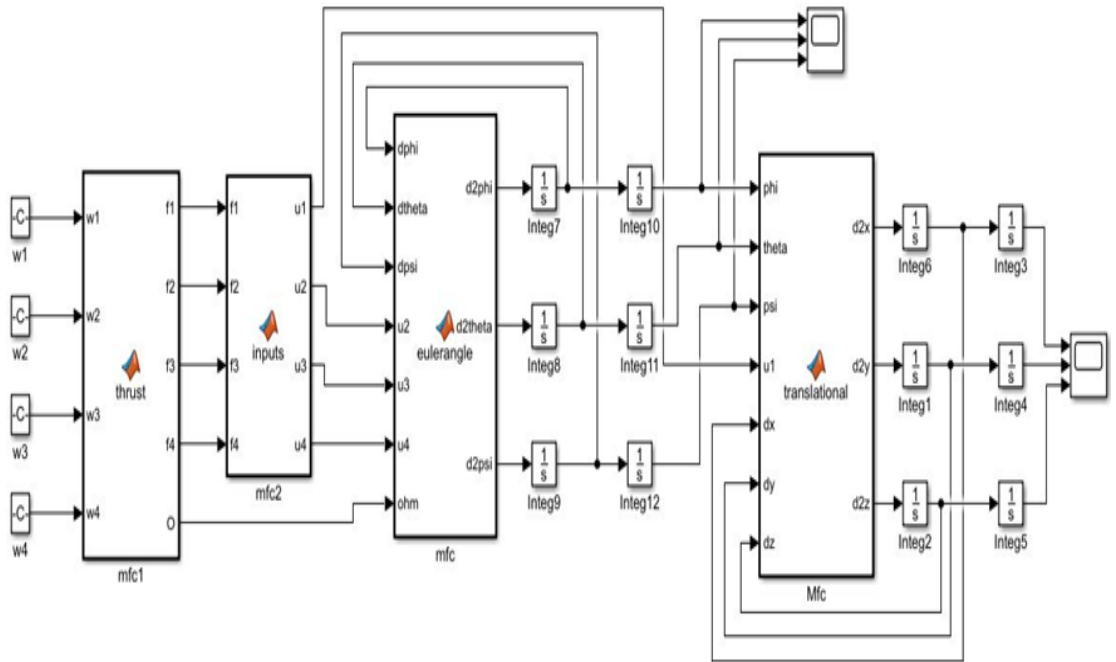 -C-
w1
-C-
w2
-C-
w3
-C-
w4
w1
w2
w3
w4
thrust
f1
f2
f3
f4
O
mfc1
f1
f2
f3
f4
inputs
u1
u2
u3
u4
mfc2
dphi
dtheta
dpsi
u2
u3
u4
ohm
eulerangle
d2phi
d2theta
d2psi
mfc
1/s
Integ7
1/s
Integ10
1/s
Integ8
1/s
Integ11
1/s
Integ9
1/s
Integ12
phi
theta
psi
u1
dx
dy
dz
translational
d2x
d2y
d2z
Mfc
1/s
Integ6
1/s
Integ3
1/s
Integ1
1/s
Integ4
1/s
Integ2
1/s
Integ5